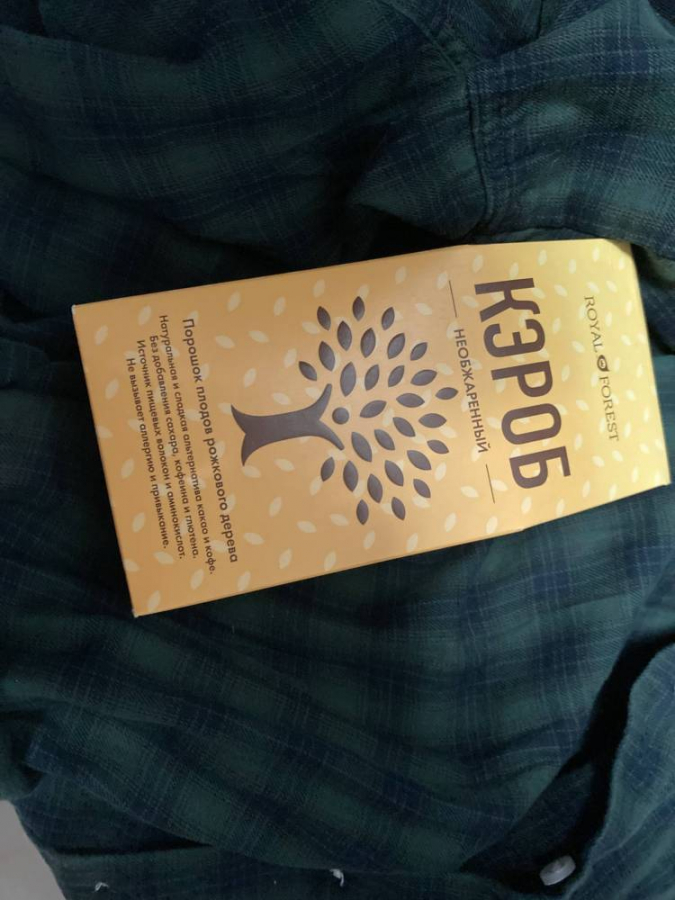 ROYAL FOREST
КЭРОБ
НЕОБЖАРЕННЫЙ
Порошок плодов рожкового дерева
Натуральная и сладкая альтернатива какао и кофе.
Без добавления сахара, кофеина и глютена.
Источник пищевых волокон и аминокислот.
Не вызывает аллергию и привыкание.